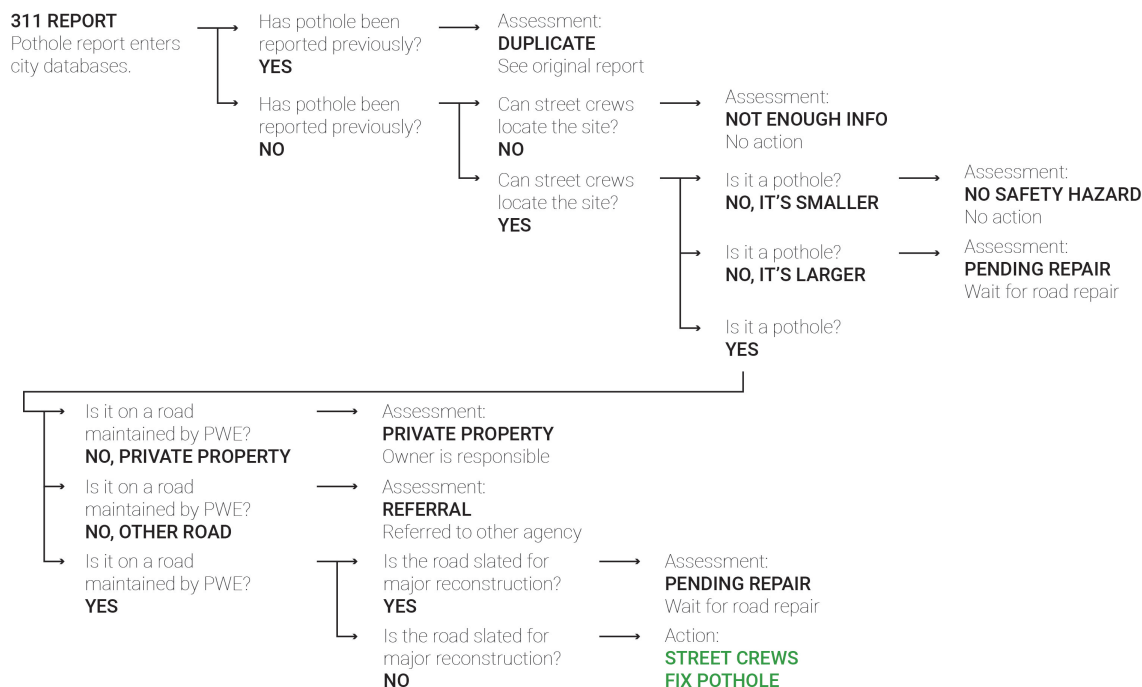 311 REPORT
Pothole report enters
city databases.
Has pothole been
reported previously?
YES
Assessment:
DUPLICATE
See original report
Has pothole been
reported previously?
NO
Can street crews
locate the site?
NO
Assessment:
NOT ENOUGH INFO
No action
Can street crews
locate the site?
YES
Is it a pothole?
NO, IT'S SMALLER
Assessment:
NO SAFETY HAZARD
No action
Is it a pothole?
NO, IT'S LARGER
Assessment:
PENDING REPAIR
Wait for road repair
Is it a pothole?
YES
Is it on a road
maintained by PWE?
NO, PRIVATE PROPERTY
Assessment:
PRIVATE PROPERTY
Owner is responsible
Is it on a road
maintained by PWE?
NO, OTHER ROAD
Assessment:
REFERRAL
Referred to other agency
Is it on a road
maintained by PWE?
YES
Is the road slated for
major reconstruction?
YES
Assessment:
PENDING REPAIR
Wait for road repair
Is the road slated for
major reconstruction?
NO
Action:
STREET CREWS
FIX POTHOLE